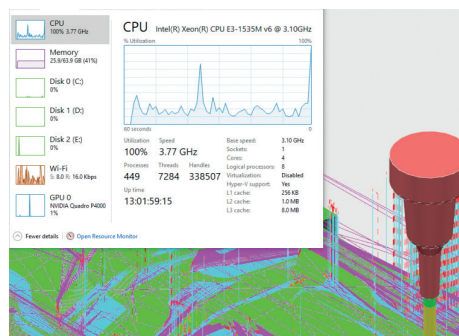 CPU
100% 3.77 GHz
Memory
25.9/63.9 GB (41%)
Disk 0 (C:)
0%
Disk 1 (D:)
0%
Disk 2 (E:)
0%
Wi-Fi
S: 8.0 R: 16.0 Kbps
GPU 0
NVIDIA Quadro P4000
1%
Fewer details
Open Resource Monitor
CPU Intel(R) Xeon(R) CPU E3-1535M v6 @ 3.10GHz
% Utilization 100%
60 seconds 0
Utilization Speed
100% 3.77 GHz
Processes Threads Handles
449 7284 338507
Up time
13:01:59:15
Base speed: 3.10 GHz
Sockets: 1
Cores: 4
Logical processors: 8
Virtualization: Disabled
Hyper-V support: Yes
L1 cache: 256 KB
L2 cache: 1.0 MB
L3 cache: 8.0 MB